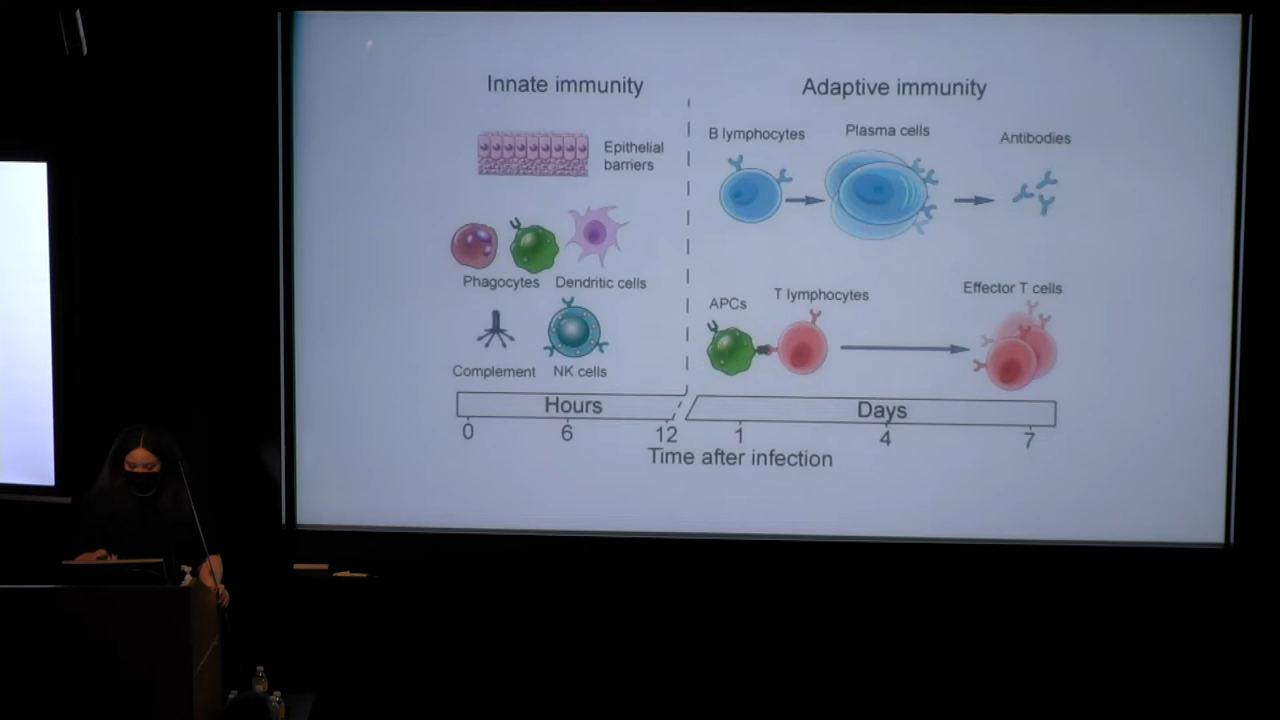 Innate immunity
Epithelial
barriers
Phagocytes
Dendritic cells
Complement
NK cells
Adaptive immunity
B lymphocytes
Plasma cells
Antibodies
APCs
T lymphocytes
Effector T cells
Hours
Days
0
6
12
1
4
7
Time after infection